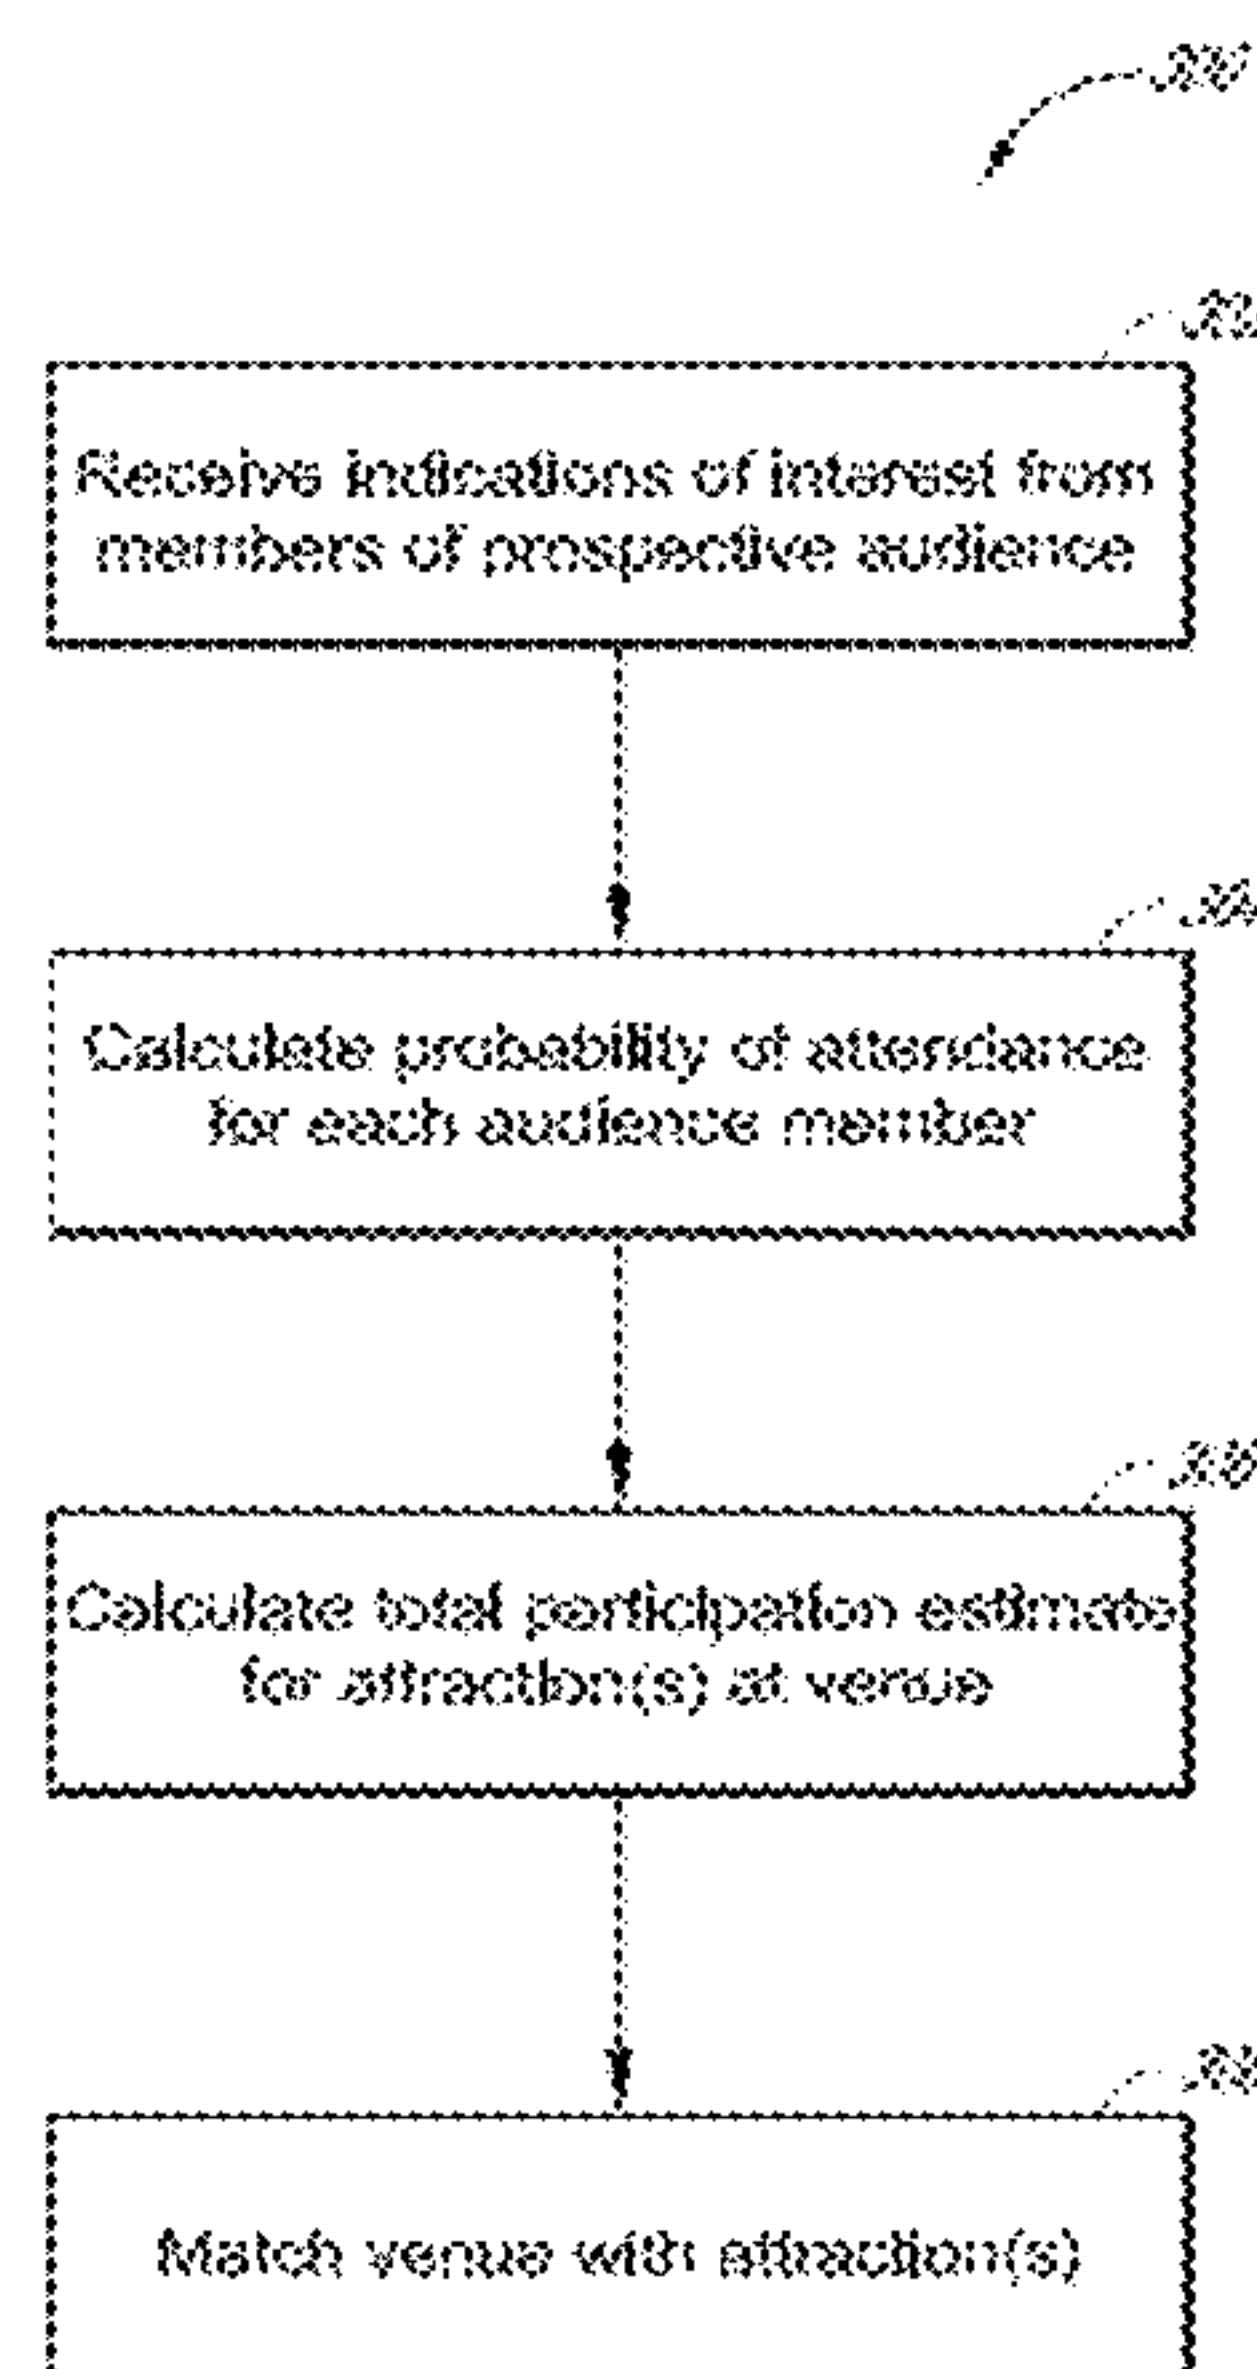 Receive indications of interest from
members of prospective audience
Calculate probability of attendance
for each audience member
Calculate total participation estimate
for attraction(s) at venue
Match venue with attraction(s)